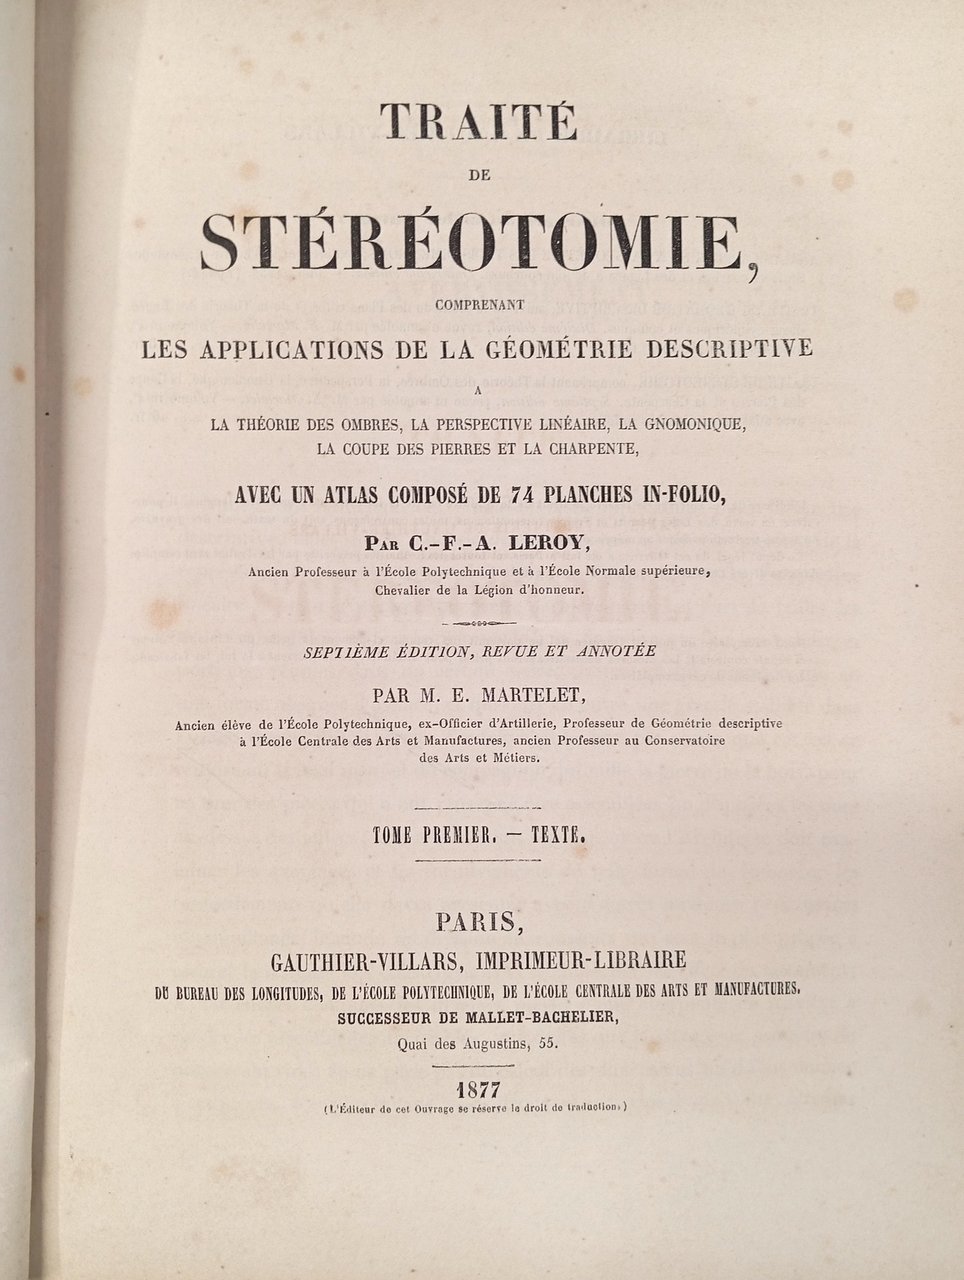 TRAITÉ
DE
STÉRÉOTOMIE,
COMPRENANT
LES APPLICATIONS DE LA GÉOMÉTRIE DESCRIPTIVE
A
LA THÉORIE DES OMBRES, LA PERSPECTIVE LINÉAIRE, LA GNOMONIQUE,
LA COUPE DES PIERRES ET LA CHARPENTE,
AVEC UN ATLAS COMPOSÉ DE 74 PLANCHES IN-FOLIO,
PAR C.-F.-A. LEROY,
Ancien Professeur à l'École Polytechnique et à l'École Normale supérieure,
Chevalier de la Légion d'honneur.
SEPTIÈME ÉDITION, REVUE ET ANNOTÉE
PAR M. E. MARTELET,
Ancien élève de l'École Polytechnique, ex-Officier d'Artillerie, Professeur de Géométrie descriptive
à l'École Centrale des Arts et Manufactures, ancien Professeur au Conservatoire
des Arts et Métiers.
TOME PREMIER. — TEXTE.
PARIS,
GAUTHIER-VILLARS, IMPRIMEUR-LIBRAIRE
DU BUREAU DES LONGITUDES, DE L'ÉCOLE POLYTECHNIQUE, DE L'ÉCOLE CENTRALE DES ARTS ET MANUFACTURES,
SUCCESSEUR DE MALLET-BACHELIER,
Quai des Augustins, 55.
1877
(L'Éditeur de cet Ouvrage se réserve le droit de traduction.)